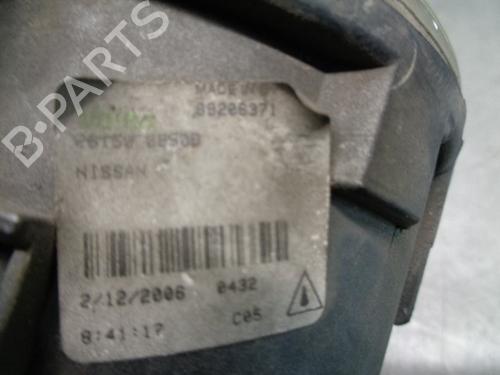 B-PARTS
MADE IN
89206371
NISSAN
2/12/2006 0432
8:41:17 C05